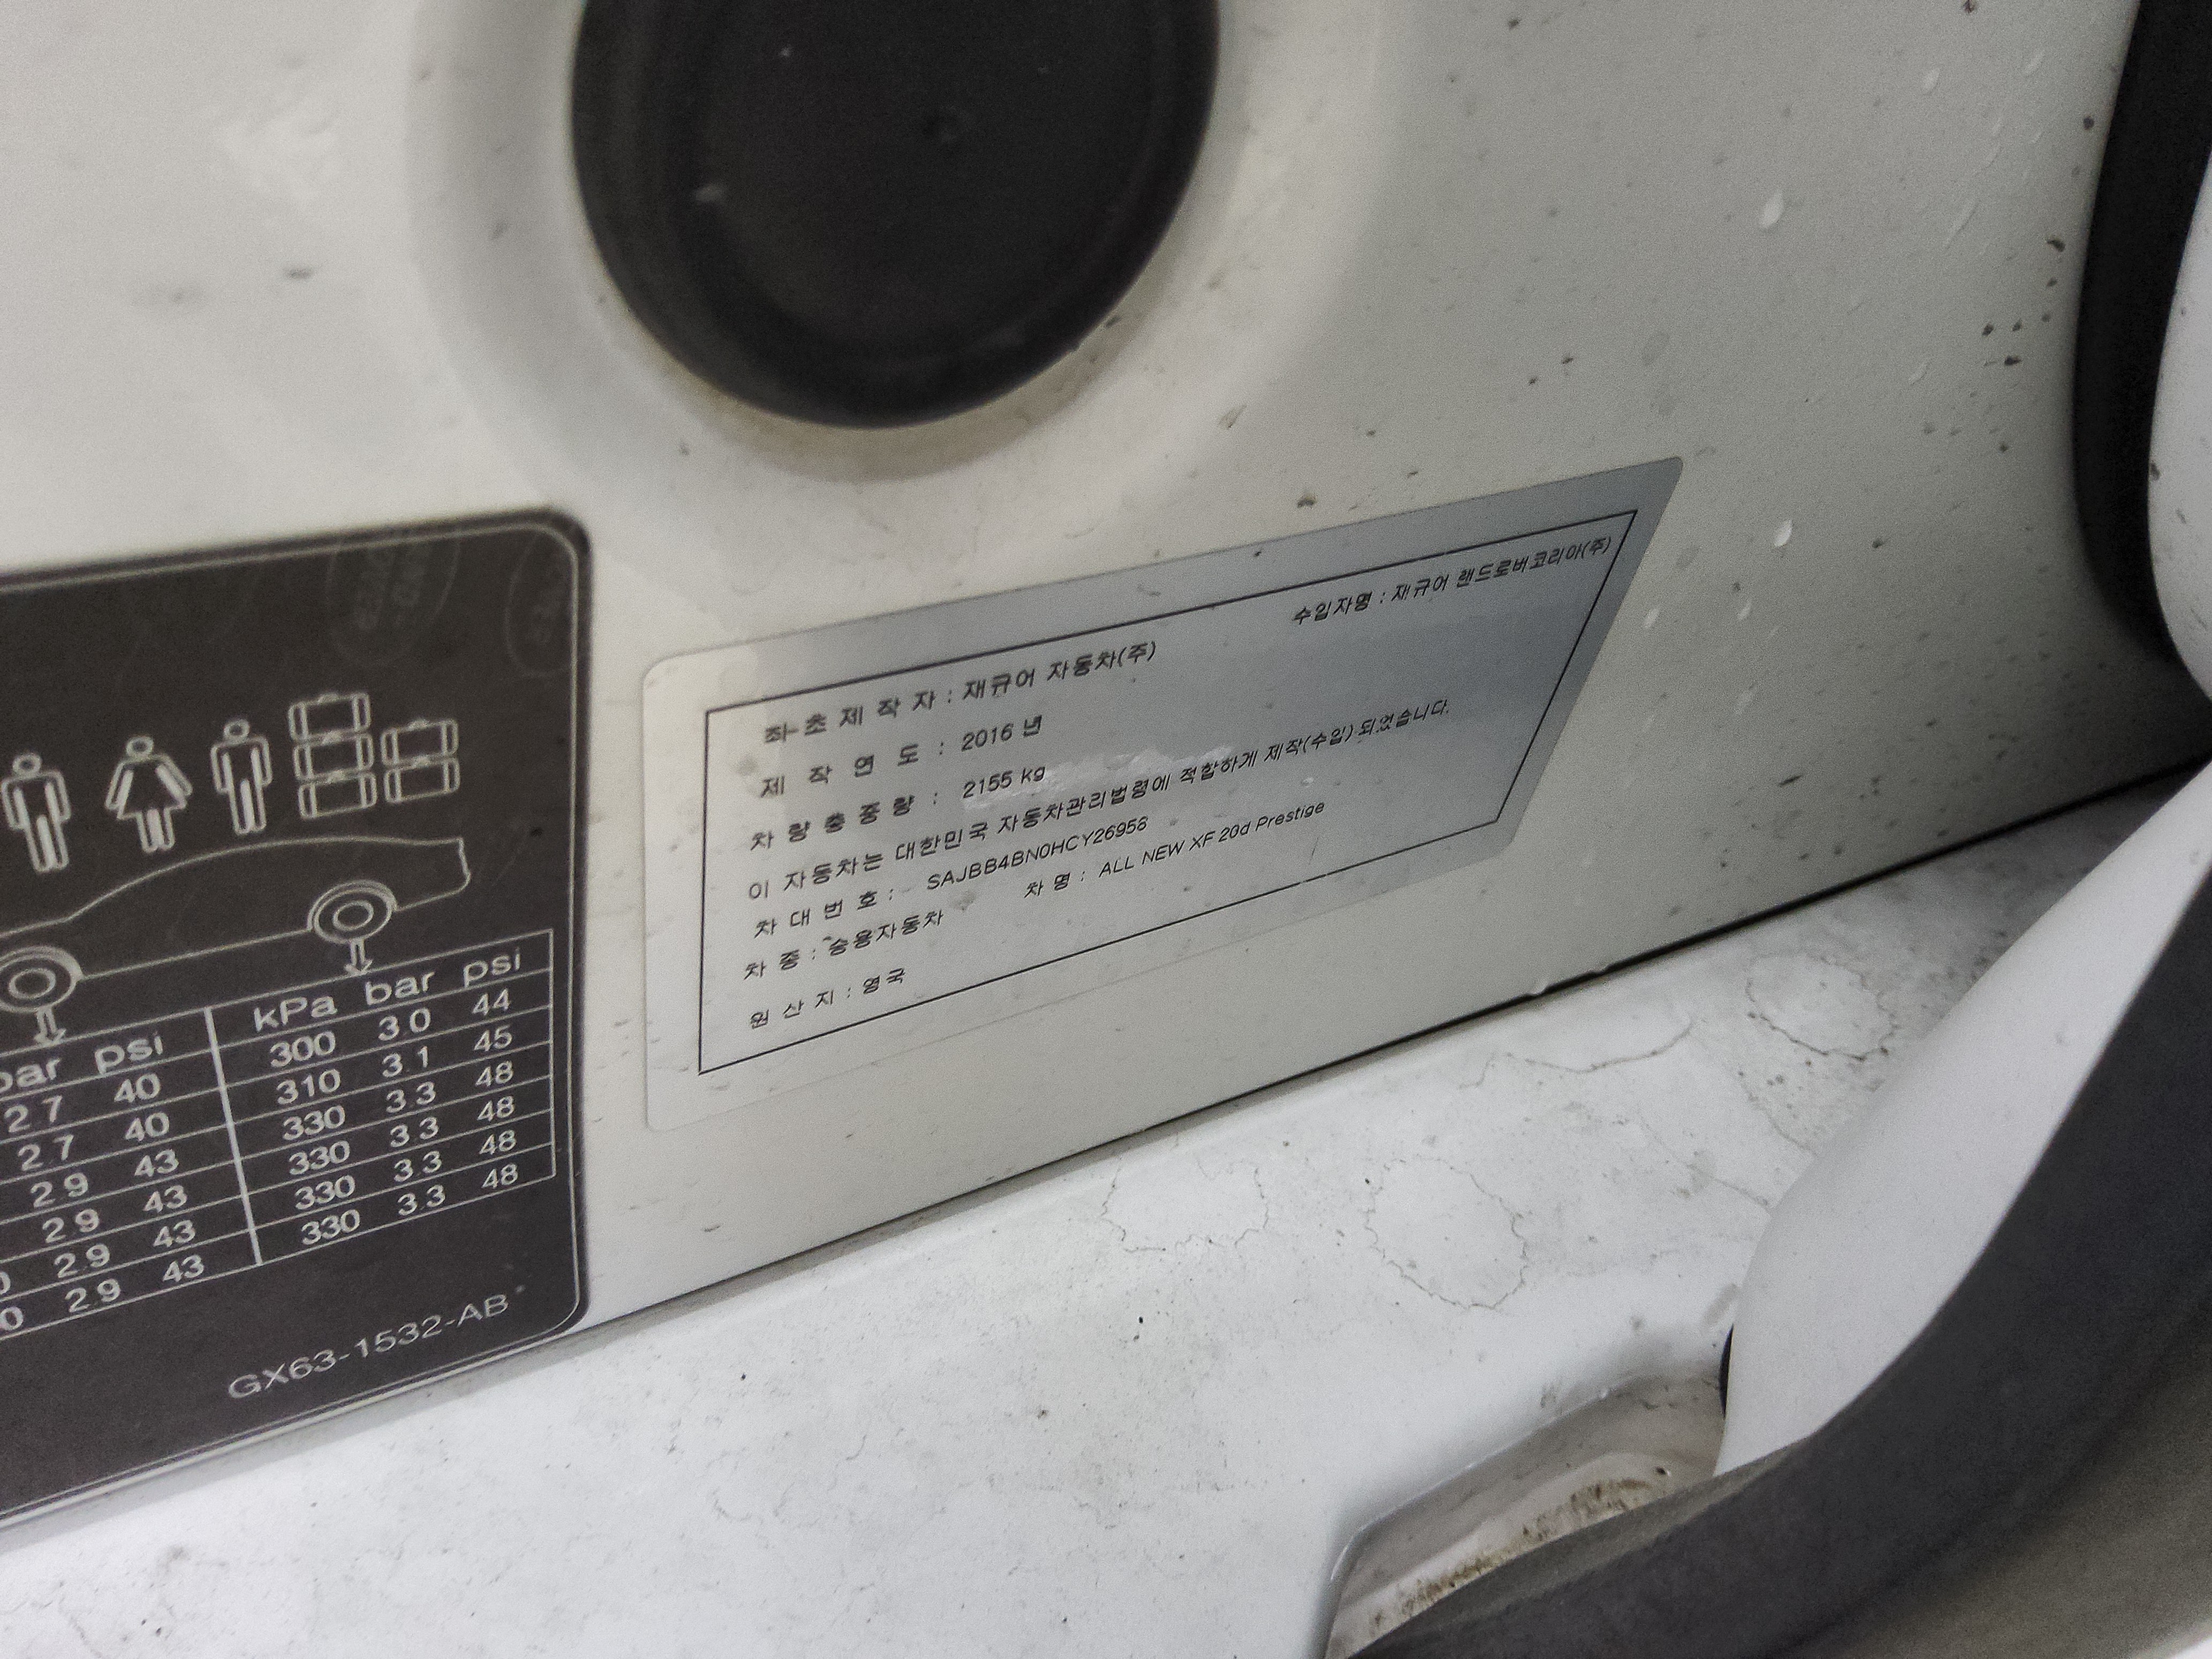 수입자명 : 재규어 랜드로버코리아(주)
최초제작자 : 재규어 자동차(주)
제작연도 : 2016 년
차량총중량 : 2155 kg
이 자동차는 대한민국 자동차관리법령에 적합하게 제작(수입)되었습니다.
차대번호 : SAJBB4BN0HCY26958
차종 : 승용자동차 차명 : ALL NEW XF 20d Prestige
원산지 : 영국
bar psi kPa bar psi
2.7 40 300 3.0 44
2.7 40 310 3.1 45
2.9 43 330 3.3 48
2.9 43 330 3.3 48
2.9 43 330 3.3 48
2.9 43 330 3.3 48
GX63-1532-AB